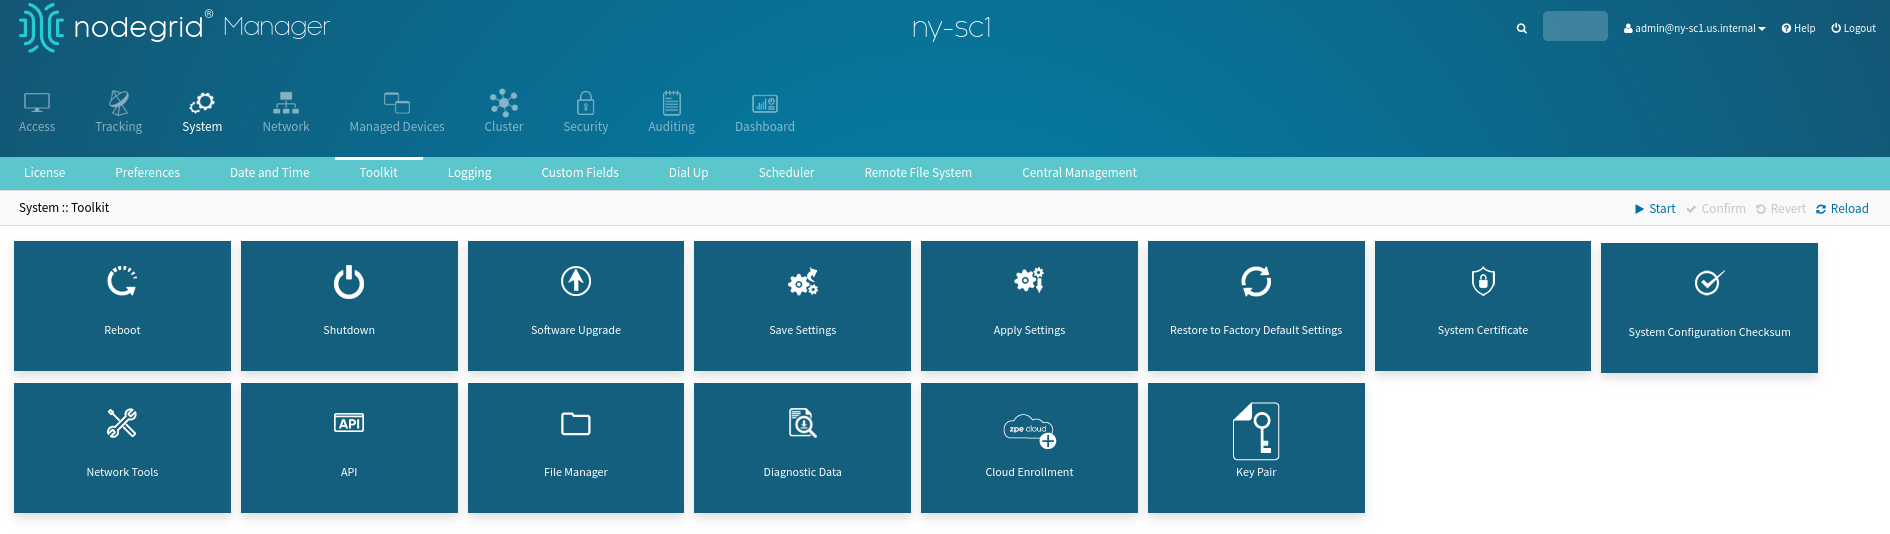 nodegrid® Manager
ny-sc1
admin@ny-sc1.us.internal
Help
Logout
Access
Tracking
System
Network
Managed Devices
Cluster
Security
Auditing
Dashboard
License
Preferences
Date and Time
Toolkit
Logging
Custom Fields
Dial Up
Scheduler
Remote File System
Central Management
System :: Toolkit
Start
Confirm
Revert
Reload
Reboot
Shutdown
Software Upgrade
Save Settings
Apply Settings
Restore to Factory Default Settings
System Certificate
System Configuration Checksum
Network Tools
API
API
File Manager
Diagnostic Data
zpe cloud
Cloud Enrollment
Key Pair